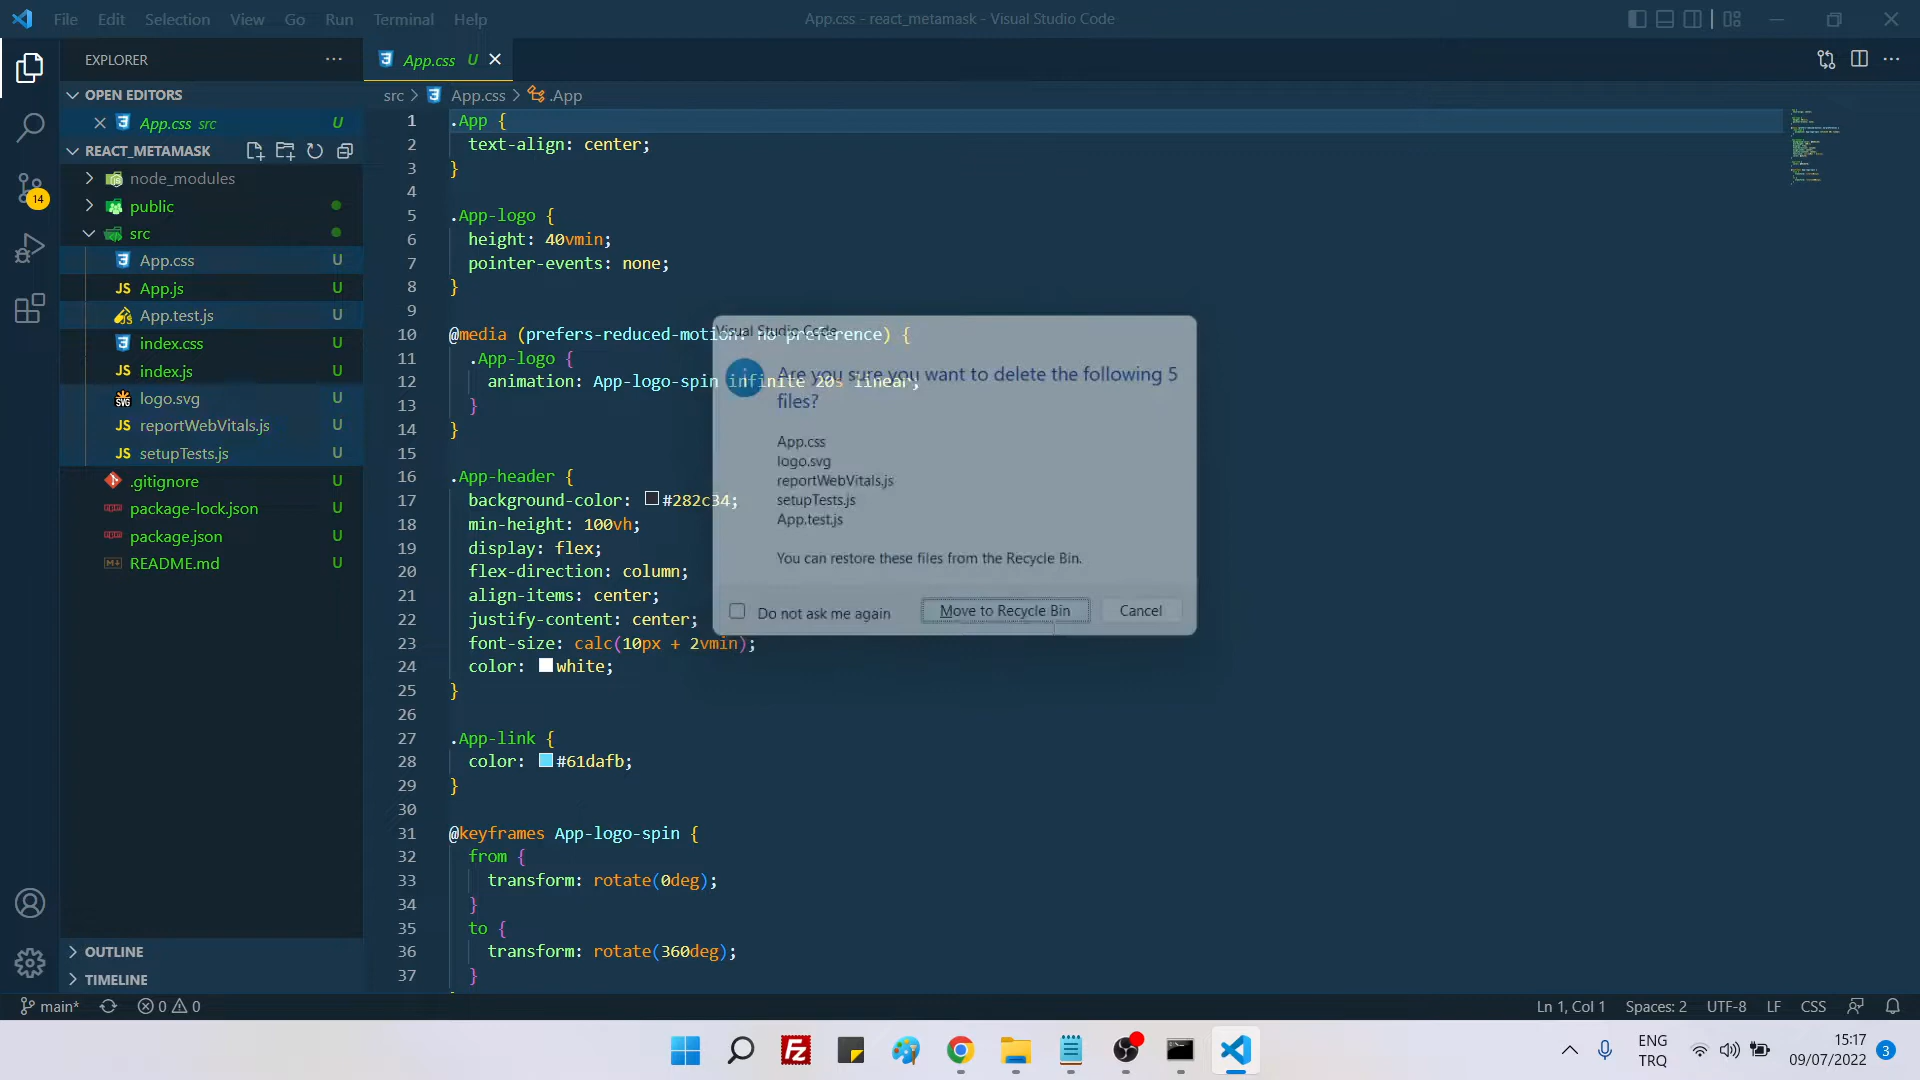 File Edit Selection View Go Run Terminal Help
App.css - react_metamask - Visual Studio Code
EXPLORER
App.css U
OPEN EDITORS
App.css src U
REACT_METAMASK
node_modules
public
src
App.css U
App.js U
App.test.js U
index.css U
index.js U
logo.svg U
reportWebVitals.js U
setupTests.js U
.gitignore U
package-lock.json U
package.json U
README.md U
OUTLINE
TIMELINE
14
src > App.css > .App
1 .App {
2 text-align: center;
3 }
4
5 .App-logo {
6 height: 40vmin;
7 pointer-events: none;
8 }
9
10 @media (prefers-reduced-motion: no-preference) {
11 .App-logo {
12 animation: App-logo-spin infinite 20s linear;
13 }
14 }
15
16 .App-header {
17 background-color: #282c34;
18 min-height: 100vh;
19 display: flex;
20 flex-direction: column;
21 align-items: center;
22 justify-content: center;
23 font-size: calc(10px + 2vmin);
24 color: white;
25 }
26
27 .App-link {
28 color: #61dafb;
29 }
30
31 @keyframes App-logo-spin {
32 from {
33 transform: rotate(0deg);
34 }
35 to {
36 transform: rotate(360deg);
37 }
Visual Studio Code
Are you sure you want to delete the following 5
files?
App.css
logo.svg
reportWebVitals.js
setupTests.js
App.test.js
You can restore these files from the Recycle Bin.
Do not ask me again
Move to Recycle Bin
Cancel
main* 0 0
Ln 1, Col 1 Spaces: 2 UTF-8 LF CSS
ENG
TRQ
15:17
09/07/2022
3